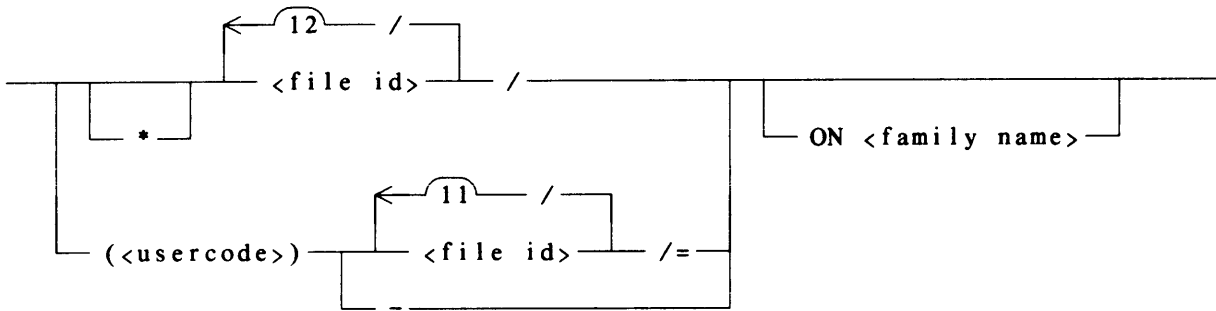 12 /
<file id> /
*
ON <family name>
11 /
(<usercode>) <file id> /=
=